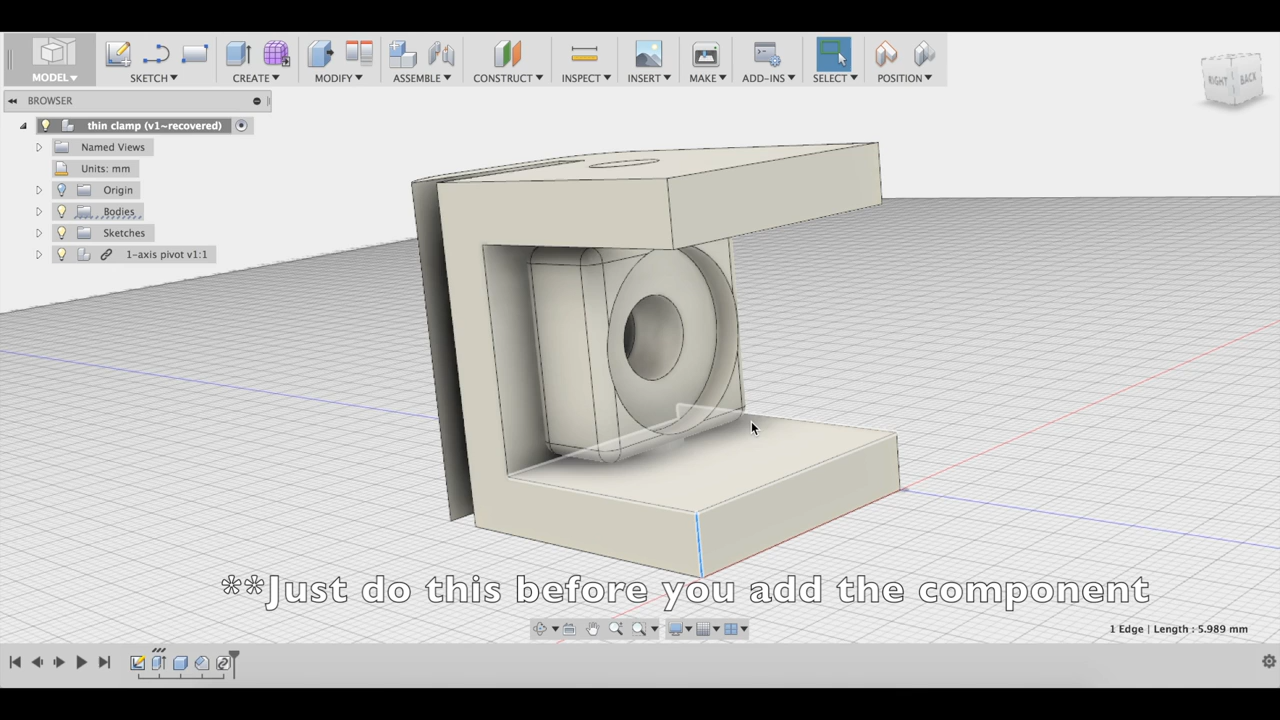 MODEL▾
SKETCH▾
CREATE▾
MODIFY▾
ASSEMBLE▾
CONSTRUCT▾
INSPECT▾
INSERT▾
MAKE▾
ADD-INS▾
SELECT▾
POSITION▾
RIGHT
BACK
BROWSER
thin clamp (v1~recovered)
Named Views
Units: mm
Origin
Bodies
Sketches
1-axis pivot v1:1
**Just do this before you add the component
1 Edge | Length : 5.989 mm